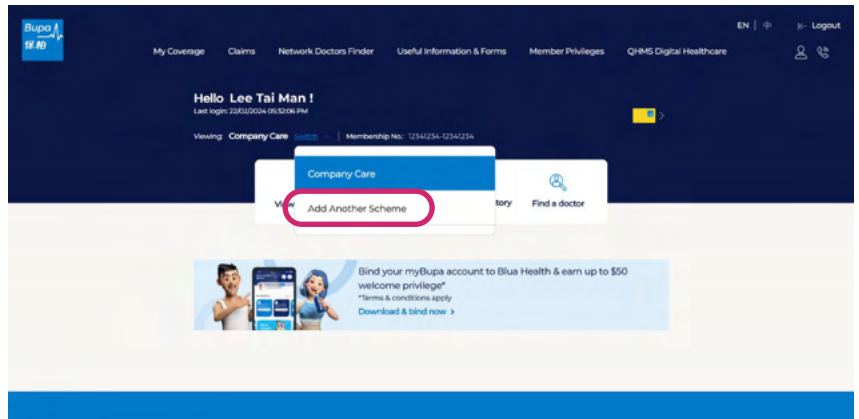 Bupa
保柏
EN | 中
Logout
My Coverage Claims Network Doctors Finder Useful Information & Forms Member Privileges QHMS Digital Healthcare
Hello Lee Tai Man !
Last login: 22/02/2024 05:32:06 PM
Viewing: Company Care Switch | Membership No.: 12341234-12341234
Company Care
Add Another Scheme
View
tory
Find a doctor
Bind your myBupa account to Blua Health & earn up to $50
welcome privilege*
*Terms & conditions apply
Download & bind now >